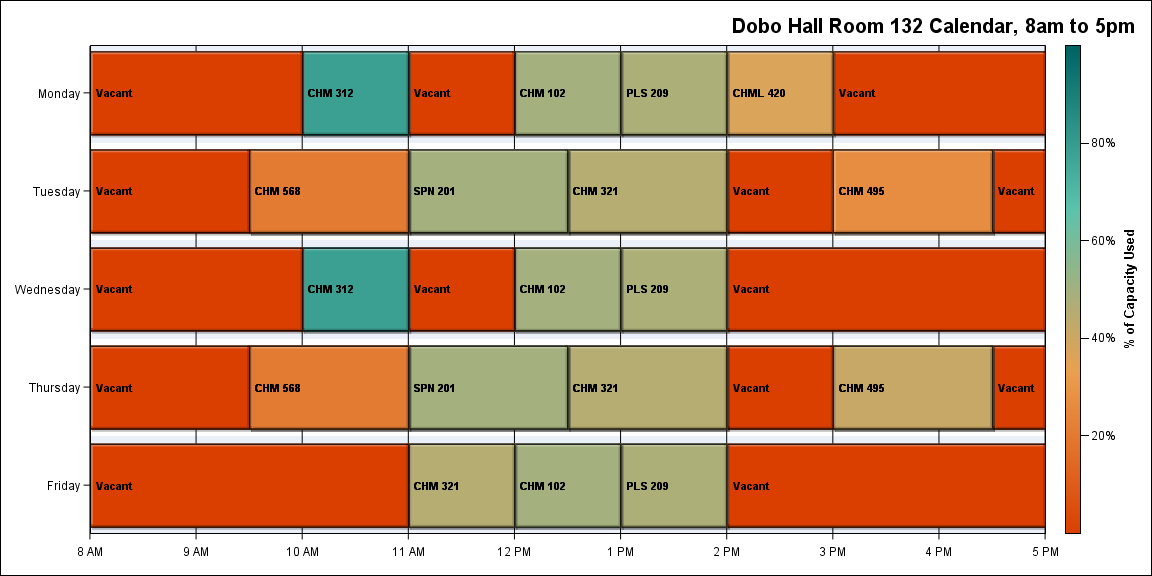 Dobo Hall Room 132 Calendar, 8am to 5pm
Monday
Vacant
CHM 312
Vacant
CHM 102
PLS 209
CHML 420
Vacant
Tuesday
Vacant
CHM 568
SPN 201
CHM 321
Vacant
CHM 495
Vacant
Wednesday
Vacant
CHM 312
Vacant
CHM 102
PLS 209
Vacant
Thursday
Vacant
CHM 568
SPN 201
CHM 321
Vacant
CHM 495
Vacant
Friday
Vacant
CHM 321
CHM 102
PLS 209
Vacant
8 AM 9 AM 10 AM 11 AM 12 PM 1 PM 2 PM 3 PM 4 PM 5 PM
80%
60%
40%
20%
% of Capacity Used